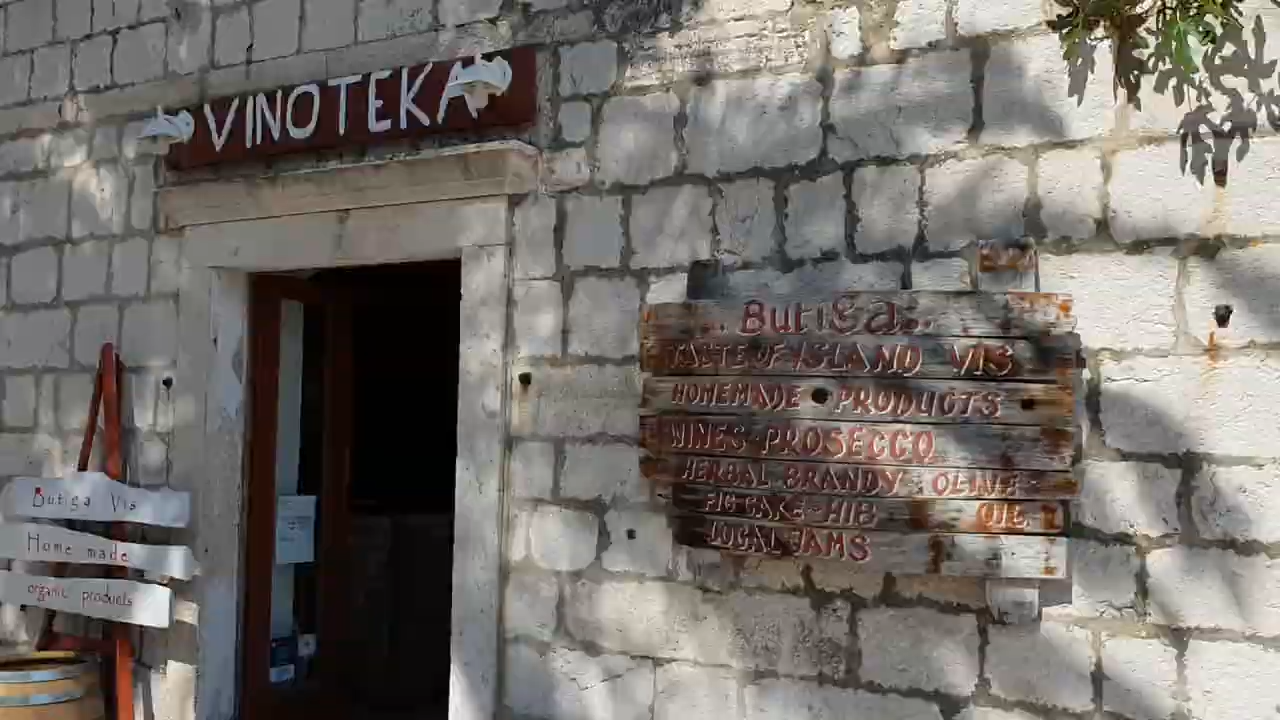 VINOTEKA
Butiga
TASTE OF ISLAND VIS
HOMEMADE PRODUCTS
WINES PROSECCO
HERBAL BRANDY OLIVE
FIG CAKE-HIB OIL
LOCAL JAMS
Butiga Vis
Home made
organic products